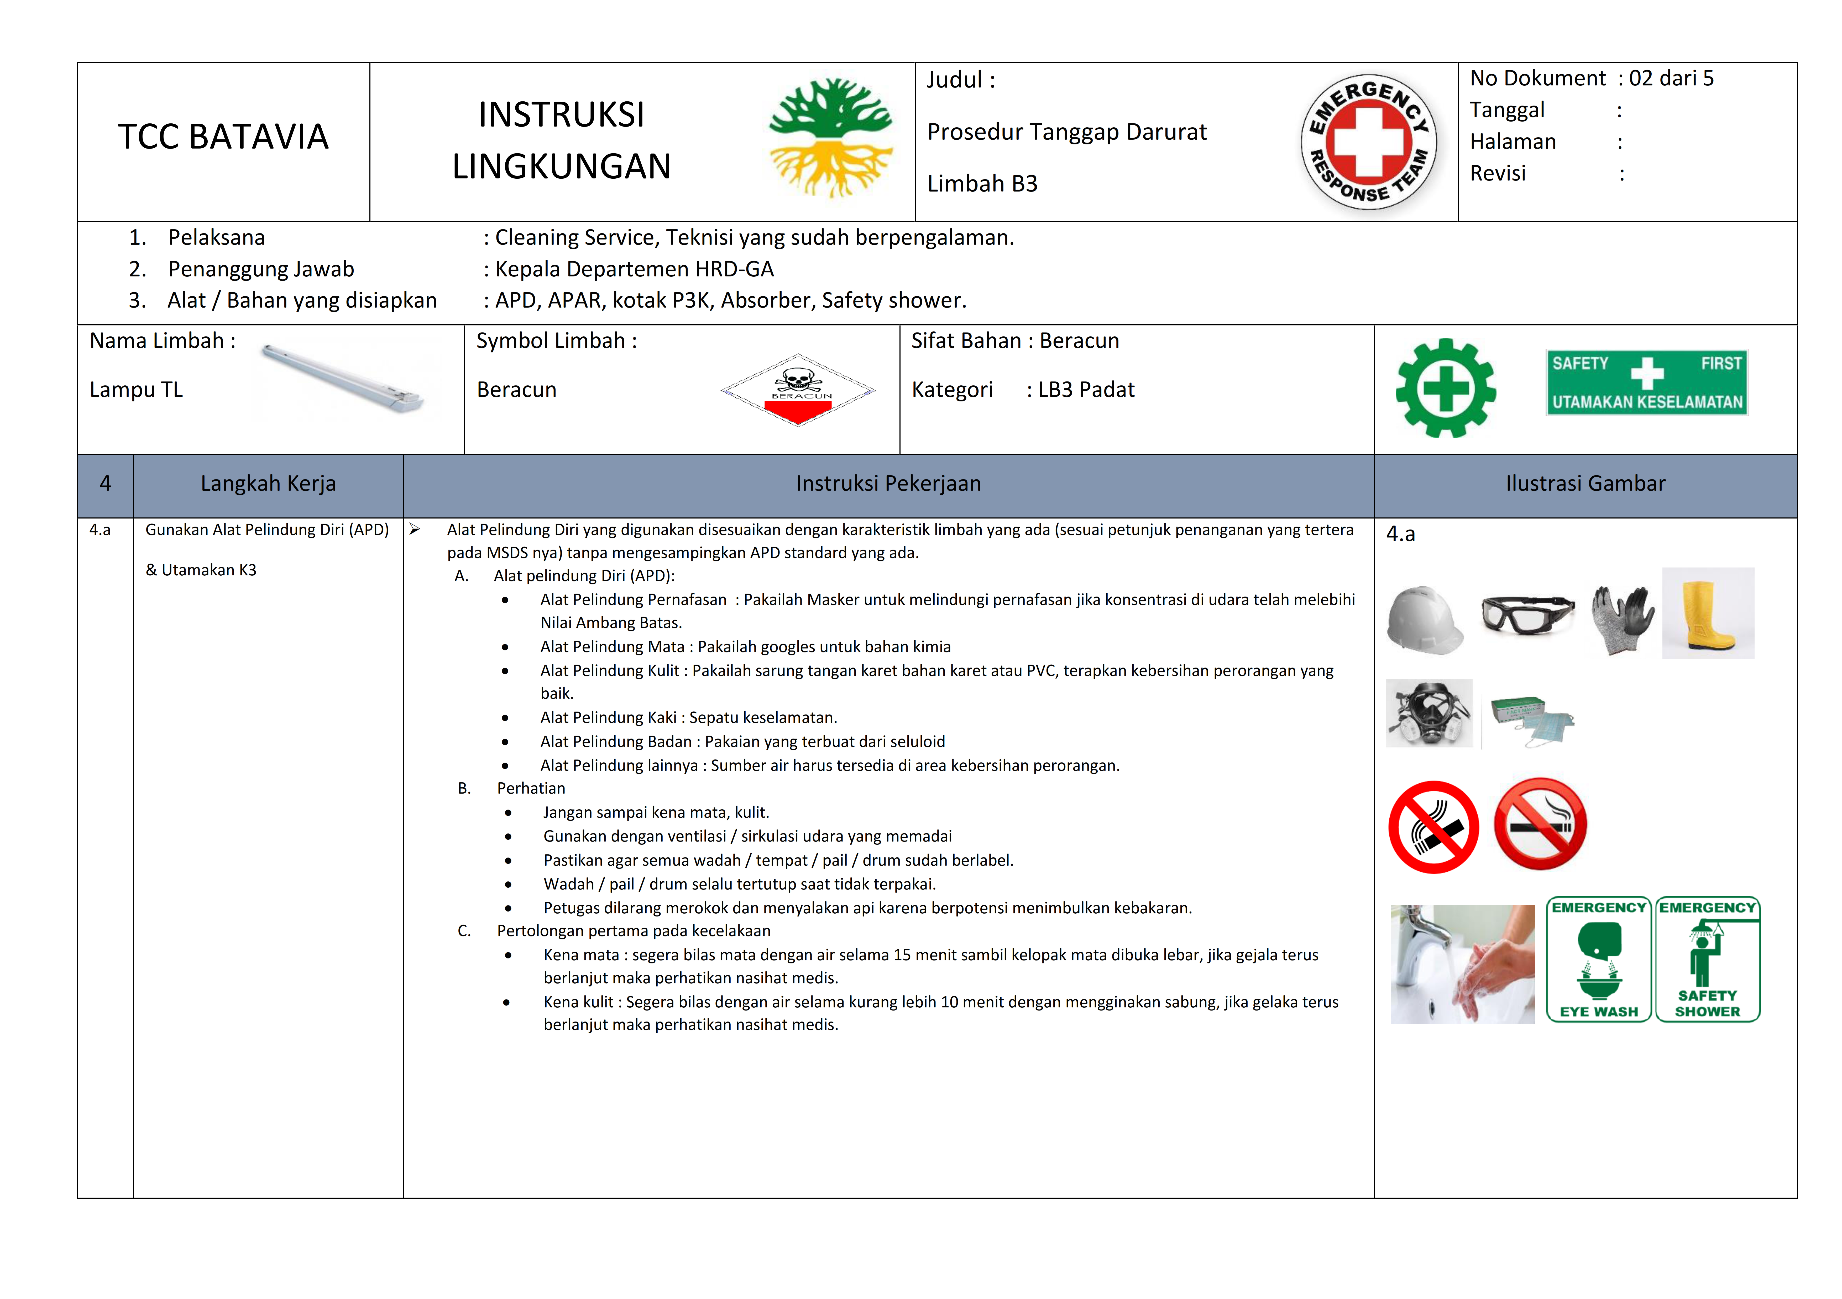 TCC BATAVIA
INSTRUKSI
LINGKUNGAN
Judul :
Prosedur Tanggap Darurat
Limbah B3
EMERGENCY
RESPONSE TEAM
No Dokument : 02 dari 5
Tanggal :
Halaman :
Revisi :
1. Pelaksana : Cleaning Service, Teknisi yang sudah berpengalaman.
2. Penanggung Jawab : Kepala Departemen HRD-GA
3. Alat / Bahan yang disiapkan : APD, APAR, kotak P3K, Absorber, Safety shower.
Nama Limbah :
Lampu TL
Symbol Limbah :
Beracun
BERACUN
Sifat Bahan : Beracun
Kategori : LB3 Padat
SAFETY FIRST
UTAMAKAN KESELAMATAN
4 Langkah Kerja Instruksi Pekerjaan Ilustrasi Gambar
4.a Gunakan Alat Pelindung Diri (APD)
& Utamakan K3
➢ Alat Pelindung Diri yang digunakan disesuaikan dengan karakteristik limbah yang ada (sesuai petunjuk penanganan yang tertera
pada MSDS nya) tanpa mengesampingkan APD standard yang ada.
A. Alat pelindung Diri (APD):
• Alat Pelindung Pernafasan : Pakailah Masker untuk melindungi pernafasan jika konsentrasi di udara telah melebihi
Nilai Ambang Batas.
• Alat Pelindung Mata : Pakailah googles untuk bahan kimia
• Alat Pelindung Kulit : Pakailah sarung tangan karet bahan karet atau PVC, terapkan kebersihan perorangan yang
baik.
• Alat Pelindung Kaki : Sepatu keselamatan.
• Alat Pelindung Badan : Pakaian yang terbuat dari seluloid
• Alat Pelindung lainnya : Sumber air harus tersedia di area kebersihan perorangan.
B. Perhatian
• Jangan sampai kena mata, kulit.
• Gunakan dengan ventilasi / sirkulasi udara yang memadai
• Pastikan agar semua wadah / tempat / pail / drum sudah berlabel.
• Wadah / pail / drum selalu tertutup saat tidak terpakai.
• Petugas dilarang merokok dan menyalakan api karena berpotensi menimbulkan kebakaran.
C. Pertolongan pertama pada kecelakaan
• Kena mata : segera bilas mata dengan air selama 15 menit sambil kelopak mata dibuka lebar, jika gejala terus
berlanjut maka perhatikan nasihat medis.
• Kena kulit : Segera bilas dengan air selama kurang lebih 10 menit dengan mengginakan sabung, jika gelaka terus
berlanjut maka perhatikan nasihat medis.
4.a
EMERGENCY
EYE WASH
EMERGENCY
SAFETY
SHOWER